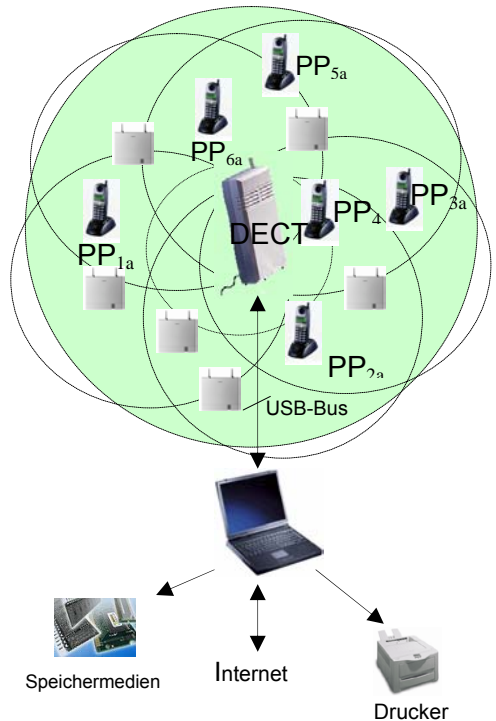 PP5a
PP6a
PP3a
PP4
DECT
PP1a
PP2a
USB-Bus
Internet
Speichermedien
Drucker